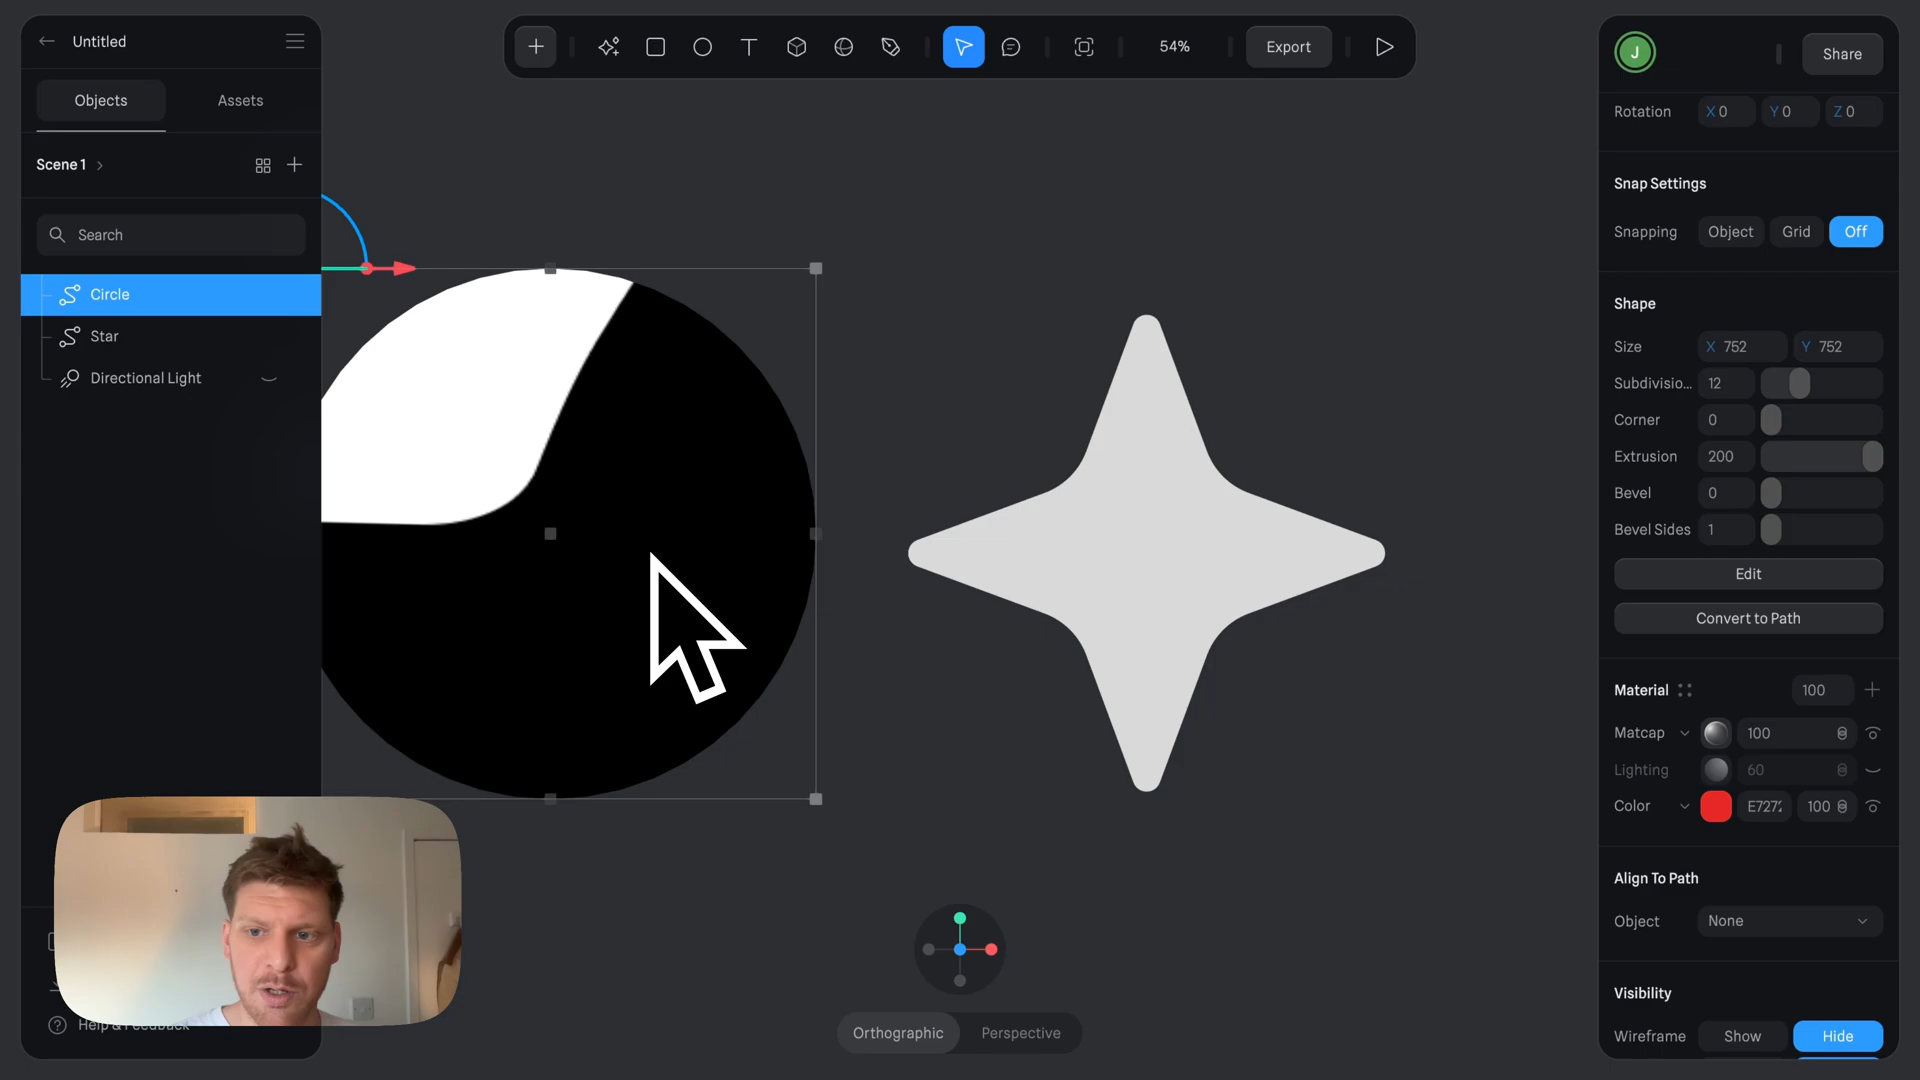 Untitled
Objects
Assets
Scene 1
Search
Circle
Star
Directional Light
Help & Feedback
T
54%
Export
Orthographic
Perspective
J
Share
Rotation X 0 Y 0 Z 0
Snap Settings
Snapping Object Grid Off
Shape
Size X 752 Y 752
Subdivisio... 12
Corner 0
Extrusion 200
Bevel 0
Bevel Sides 1
Edit
Convert to Path
Material 100
Matcap 100
Lighting 60
Color E727 100
Align To Path
Object None
Visibility
Wireframe Show Hide